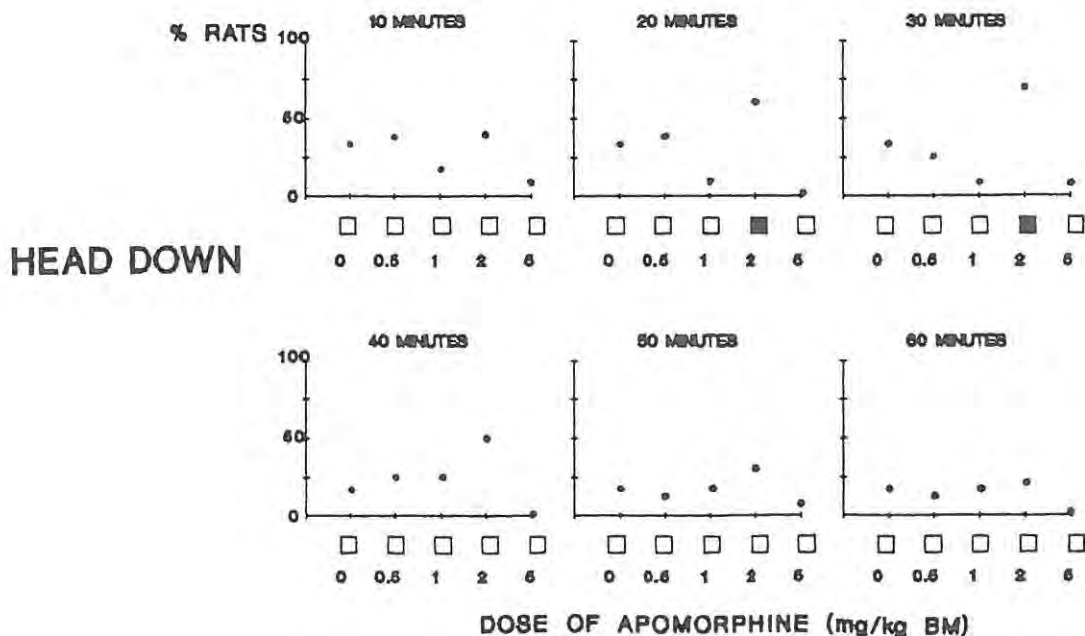 10 MINUTES 20 MINUTES 30 MINUTES
% RATS 100
50
0
0 0.5 1 2 5 0 0.5 1 2 5 0 0.5 1 2 5
HEAD DOWN
40 MINUTES 50 MINUTES 60 MINUTES
100
50
0
0 0.5 1 2 5 0 0.5 1 2 5 0 0.5 1 2 5
DOSE OF APOMORPHINE (mg/kg BM)